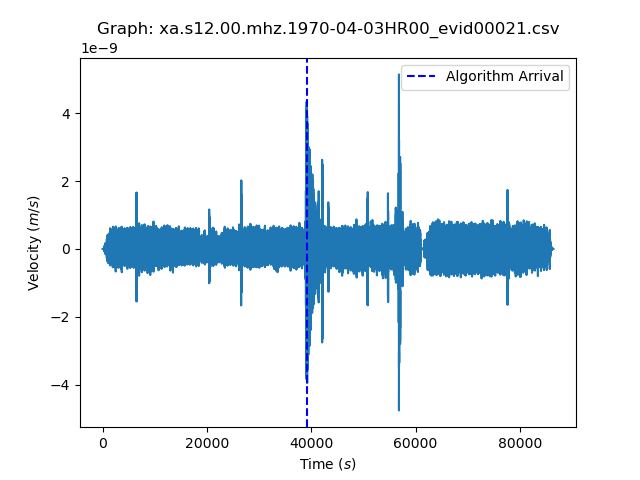 Graph: xa.s12.00.mhz.1970-04-03HR00_evid00021.csv
1e−9
Algorithm Arrival
4
2
0
−2
−4
Velocity (m/s)
0 20000 40000 60000 80000
Time (s)